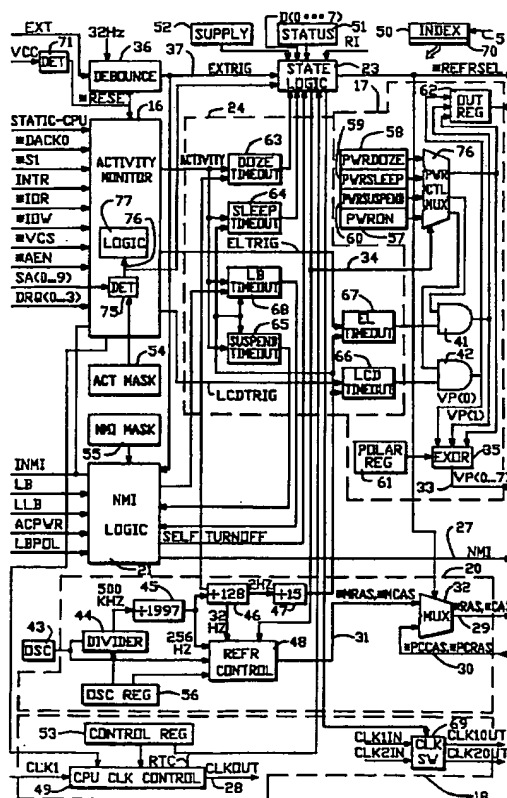 52
SUPPLY
D(0•••7)
STATUS
51
RI
50
INDEX
5
70
EXT
VCC
71
DET
32Hz
36
DEBOUNCE
37
EXTRIG
STATE LOGIC
23
*REFRSEL
*RESET
16
24
17
STATIC-CPU
*DACK0
*S1
INTR
*IOR
*IOW
*VCS
*AEN
SA(0...9)
DRQ(0...3)
ACTIVITY MONITOR
77
LOGIC
76
DET
75
ACTIVITY
63
DOZE TIMEOUT
64
SLEEP TIMEOUT
ELTRIG
LB TIMEOUT
68
65
SUSPEND TIMEOUT
LCDTRIG
59
58
PWRDOZE
PWRSLEEP
PWRSUSPEND
PWRON
60
57
62
OUT REG
76
PWR CTL MUX
34
67
EL TIMEOUT
66
LCD TIMEOUT
41
42
VP(0)
VP(1)
54
ACT MASK
NMI MASK
55
POLAR REG
61
EXOR
35
33
VP(0...7)
INMI
LB
LLB
ACPWR
LBPOL
NMI LOGIC
21
SELF TURNOFF
27
NMI
20
500 KHZ
45
÷1997
÷128
46
2HZ
÷15
47
*MRAS,*MCAS
32
MUX
*RAS,*CAS
29
43
OSC
44
DIVIDER
256 HZ
32 HZ
REFR CONTROL
48
31
*PCCAS,*PCRAS
30
OSC REG
56
53
CONTROL REG
RTC
CLK1
CPU CLK CONTROL
49
CLKOUT
28
69
CLK1IN
CLK2IN
CLK SW
CLK1OUT
CLK2OUT
18